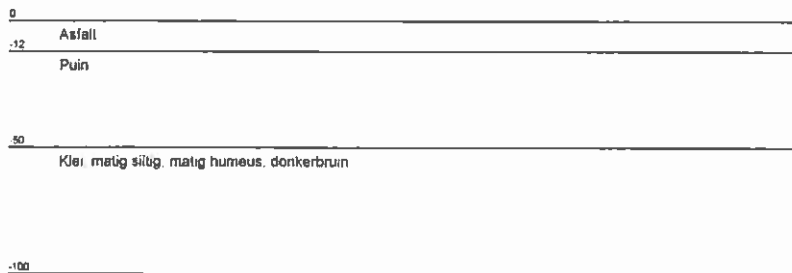 0
Asfalt
-12
Puin
-50
Klei, matig siltig, matig humeus, donkerbruin
-100